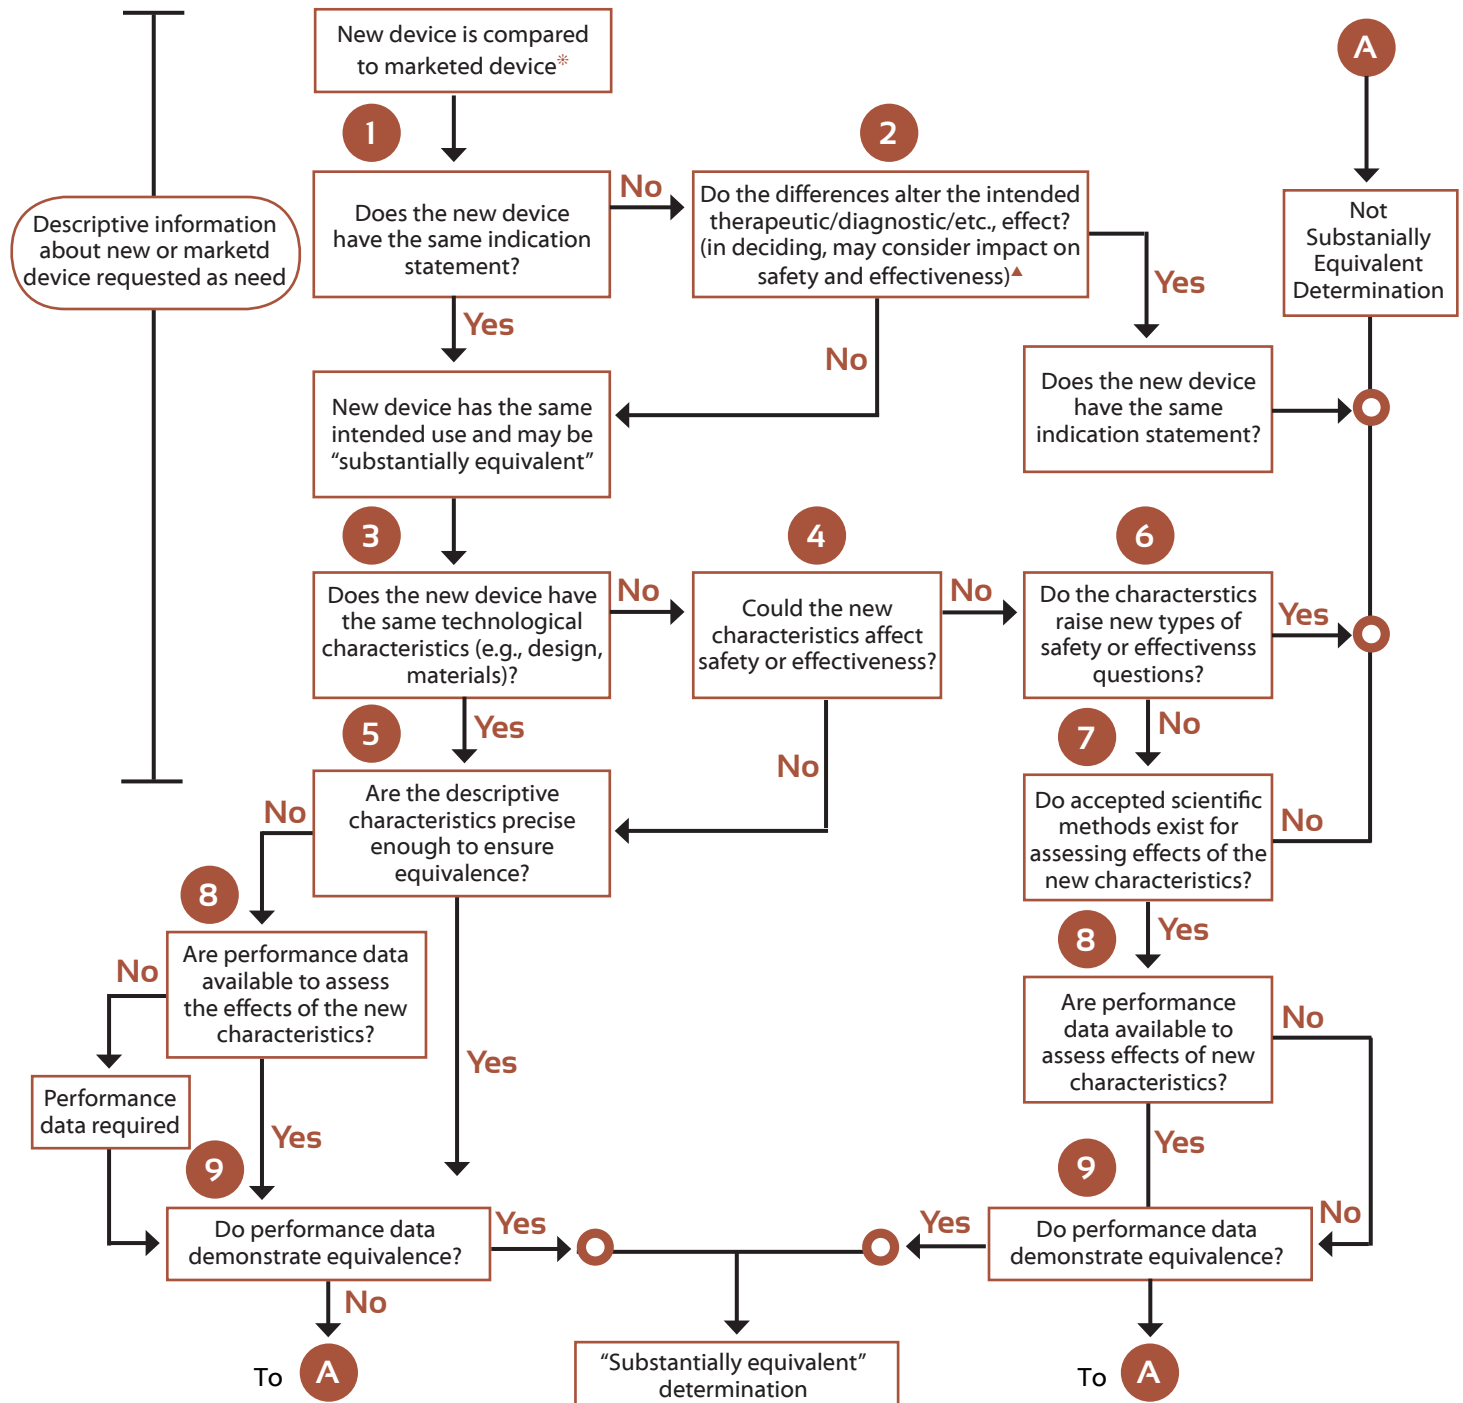 New device is compared
to marketed device*
A
1
2
Does the new device
have the same indication
statement?
No
Do the differences alter the intended
therapeutic/diagnostic/etc., effect?
(in deciding, may consider impact on
safety and effectiveness)▲
Not
Substanially
Equivalent
Determination
Descriptive information
about new or marketd
device requested as need
Yes
Yes
No
New device has the same
intended use and may be
“substantially equivalent”
Does the new device
have the same
indication statement?
3
4
6
Does the new device have
the same technological
characteristics (e.g., design,
materials)?
No
Could the new
characteristics affect
safety or effectiveness?
No
Do the characterstics
raise new types of
safety or effectivenss
questions?
Yes
5
Yes
No
7
No
Are the descriptive
characteristics precise
enough to ensure
equivalence?
No
Do accepted scientific
methods exist for
assessing effects of the
new characteristics?
No
8
Are performance data
available to assess
the effects of the new
characteristics?
No
Yes
8
Yes
Are performance
data available to
assess effects of new
characteristics?
No
Performance
data required
Yes
Yes
9
9
Do performance data
demonstrate equivalence?
Yes
Yes
Do performance data
demonstrate equivalence?
No
No
To A
“Substantially equivalent”
determination
To A